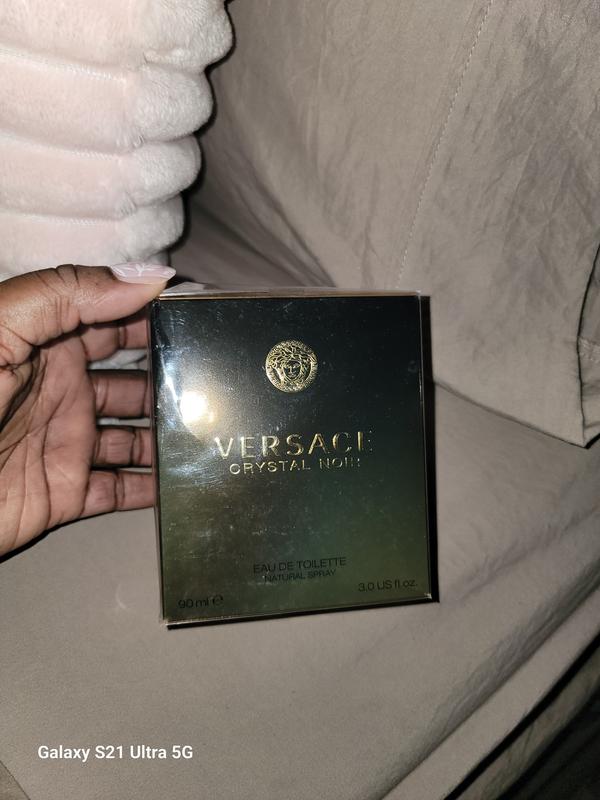 VERSACE
CRYSTAL NOIR
EAU DE TOILETTE
NATURAL SPRAY
90 ml ℮
3.0 US fl.oz.
Galaxy S21 Ultra 5G